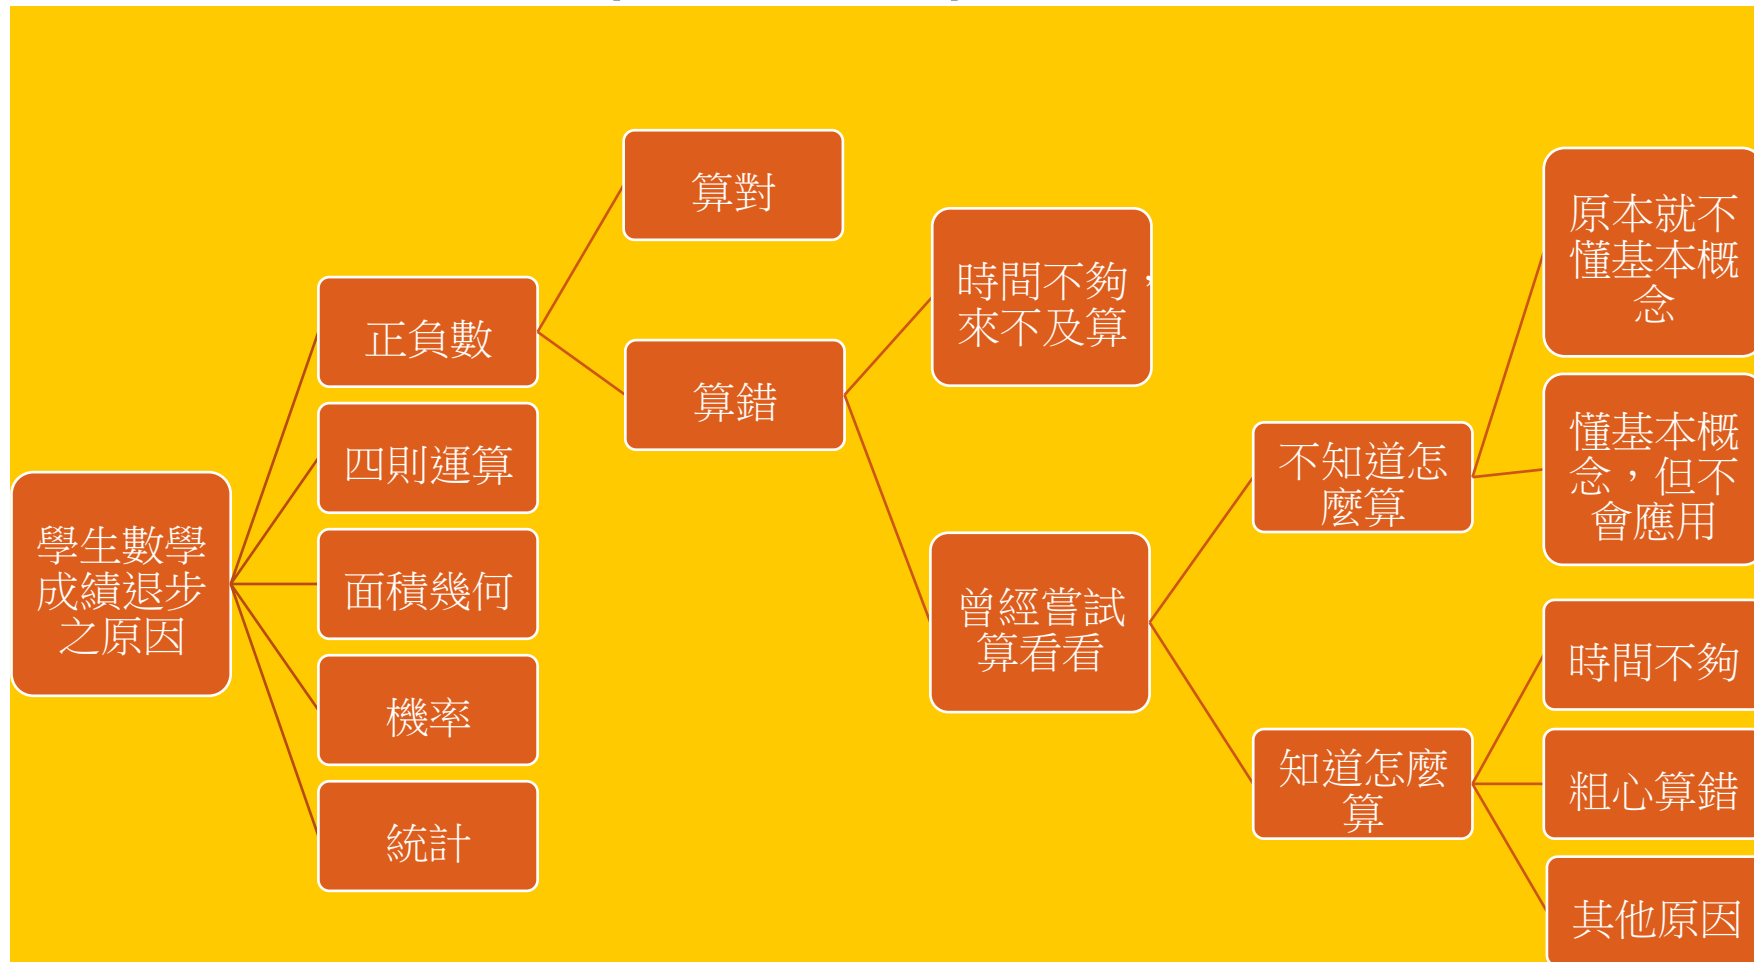 學生數學
成績退步
之原因
正負數
四則運算
面積幾何
機率
統計
算對
算錯
時間不夠，
來不及算
曾經嘗試
算看看
不知道怎
麼算
知道怎麼
算
原本就不
懂基本概
念
懂基本概
念，但不
會應用
時間不夠
粗心算錯
其他原因